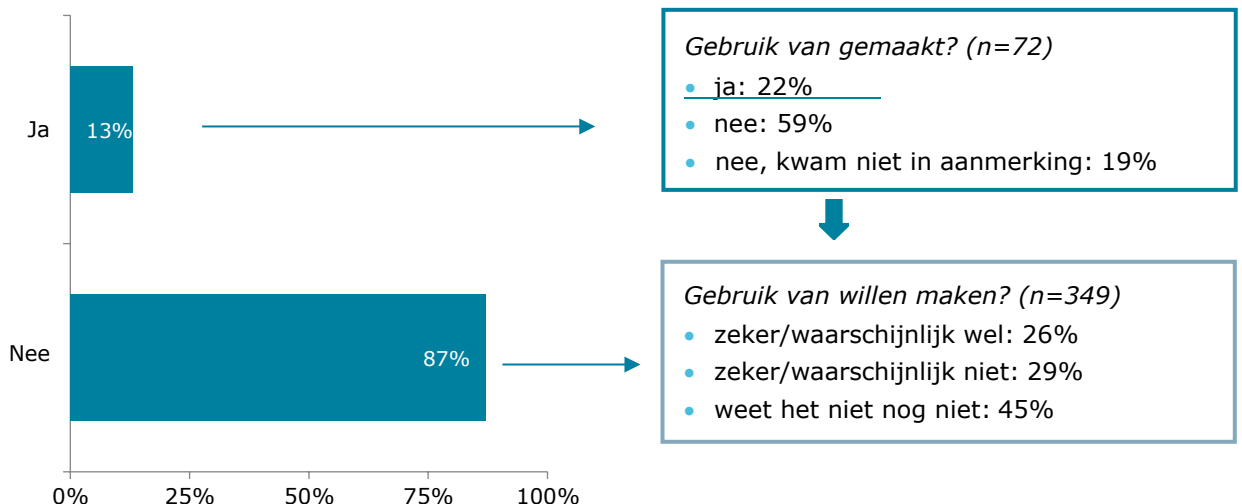 Ja
13%
Nee
87%
0%
25%
50%
75%
100%
Gebruik van gemaakt? (n=72)
• ja: 22%
• nee: 59%
• nee, kwam niet in aanmerking: 19%
Gebruik van willen maken? (n=349)
• zeker/waarschijnlijk wel: 26%
• zeker/waarschijnlijk niet: 29%
• weet het niet nog niet: 45%